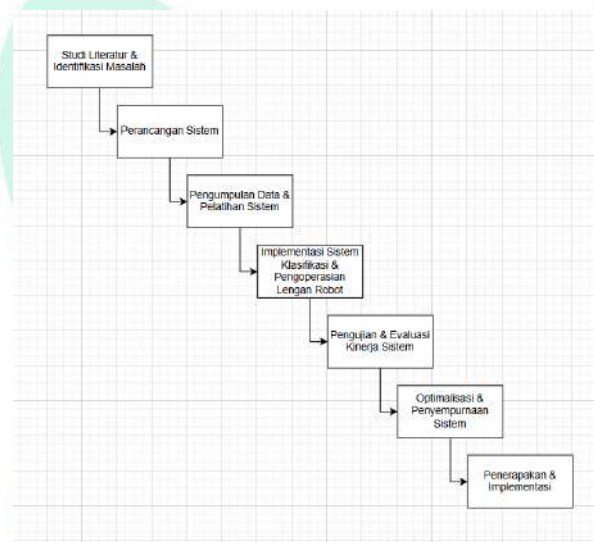 Studi Literatur &
Identifikasi Masalah
Perancangan Sistem
Pengumpulan Data &
Pelatihan Sistem
Implementasi Sistem
Klasifikasi &
Pengoperasian
Lengan Robot
Pengujian & Evaluasi
Kinerja Sistem
Optimalisasi &
Penyempurnaan
Sistem
Penerapakan &
Implementasi